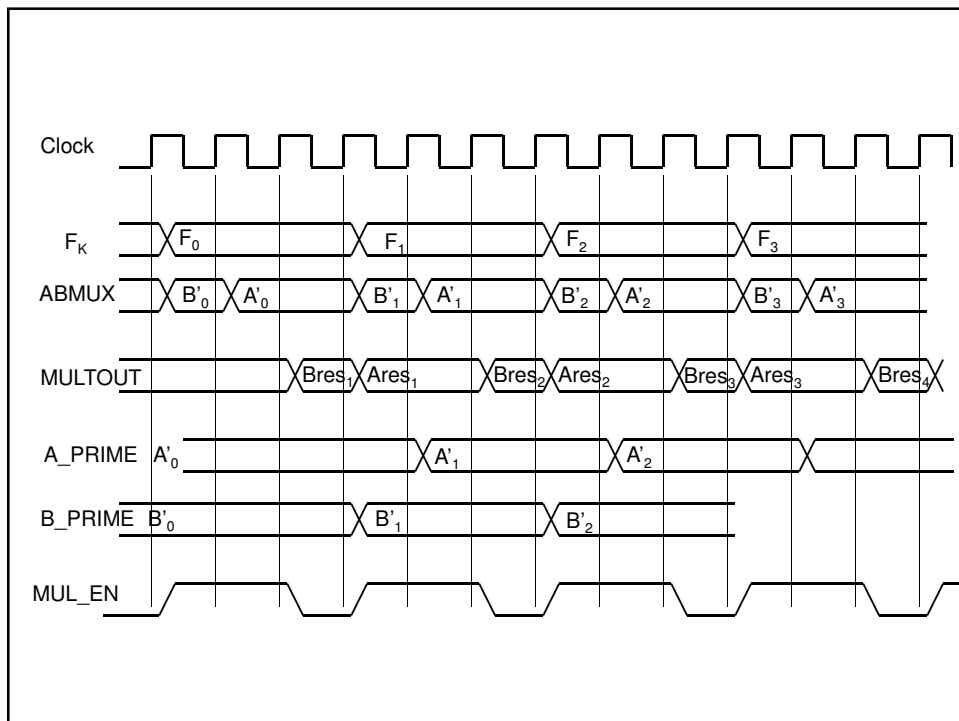 Clock
F_K F_0 F_1 F_2 F_3
ABMUX B'_0 A'_0 B'_1 A'_1 B'_2 A'_2 B'_3 A'_3
MULTOUT Bres_1 Ares_1 Bres_2 Ares_2 Bres_3 Ares_3 Bres_4
A_PRIME A'_0 A'_1 A'_2
B_PRIME B'_0 B'_1 B'_2
MUL_EN